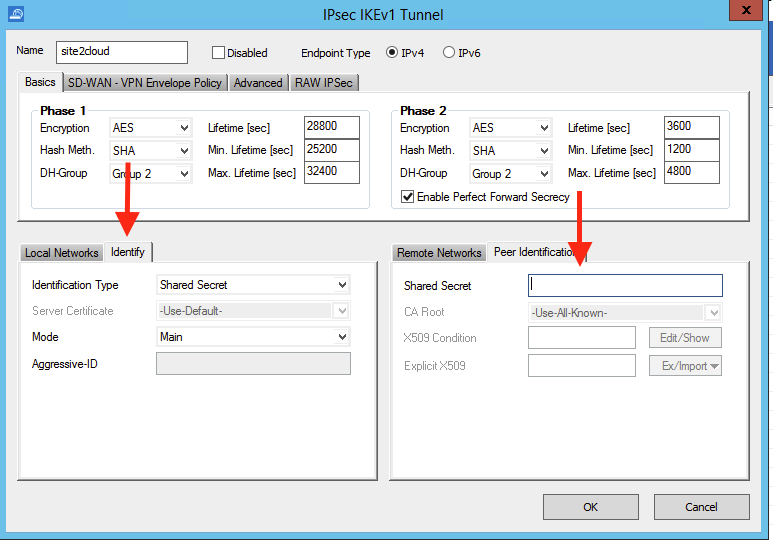 IPsec IKEv1 Tunnel
x
Name site2cloud Disabled Endpoint Type IPv4 IPv6
Basics SD-WAN - VPN Envelope Policy Advanced RAW IPSec
Phase 1
Encryption AES Lifetime [sec] 28800
Hash Meth. SHA Min. Lifetime [sec] 25200
DH-Group Group 2 Max. Lifetime [sec] 32400
Phase 2
Encryption AES Lifetime [sec] 3600
Hash Meth. SHA Min. Lifetime [sec] 1200
DH-Group Group 2 Max. Lifetime [sec] 4800
Enable Perfect Forward Secrecy
Local Networks Identify
Identification Type Shared Secret
Server Certificate -Use-Default-
Mode Main
Aggressive-ID
Remote Networks Peer Identification
Shared Secret
CA Root -Use-All-Known-
X509 Condition Edit/Show
Explicit X509 Ex/Import
OK Cancel